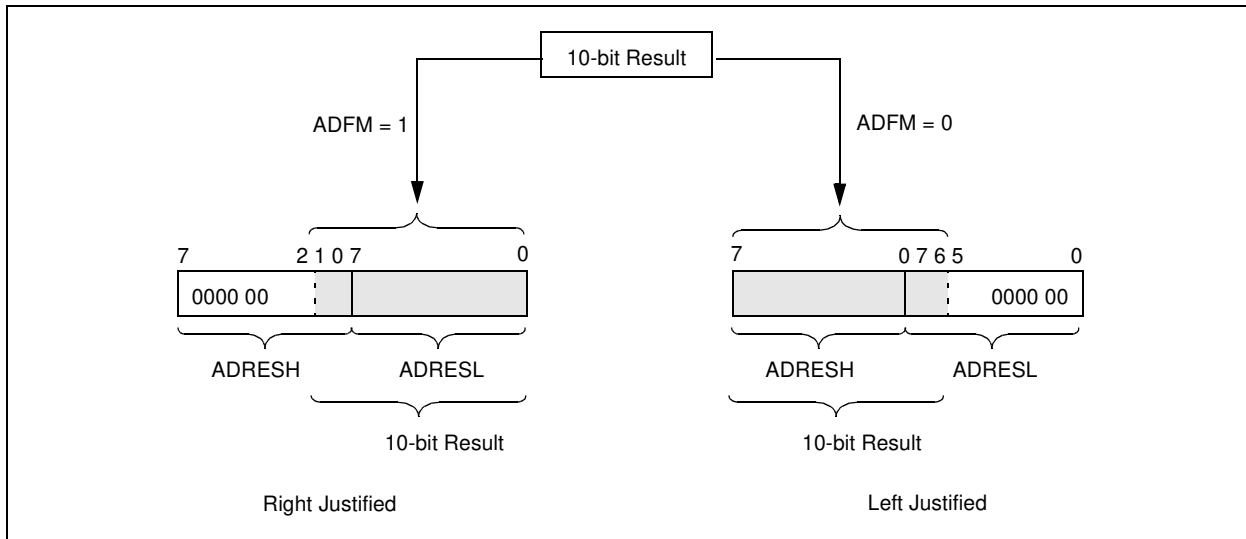 10-bit Result
ADFM = 1
ADFM = 0
7 2 1 0 7 0
7 0 7 6 5 0
0000 00
0000 00
ADRESH ADRESL
ADRESH ADRESL
10-bit Result
10-bit Result
Right Justified
Left Justified